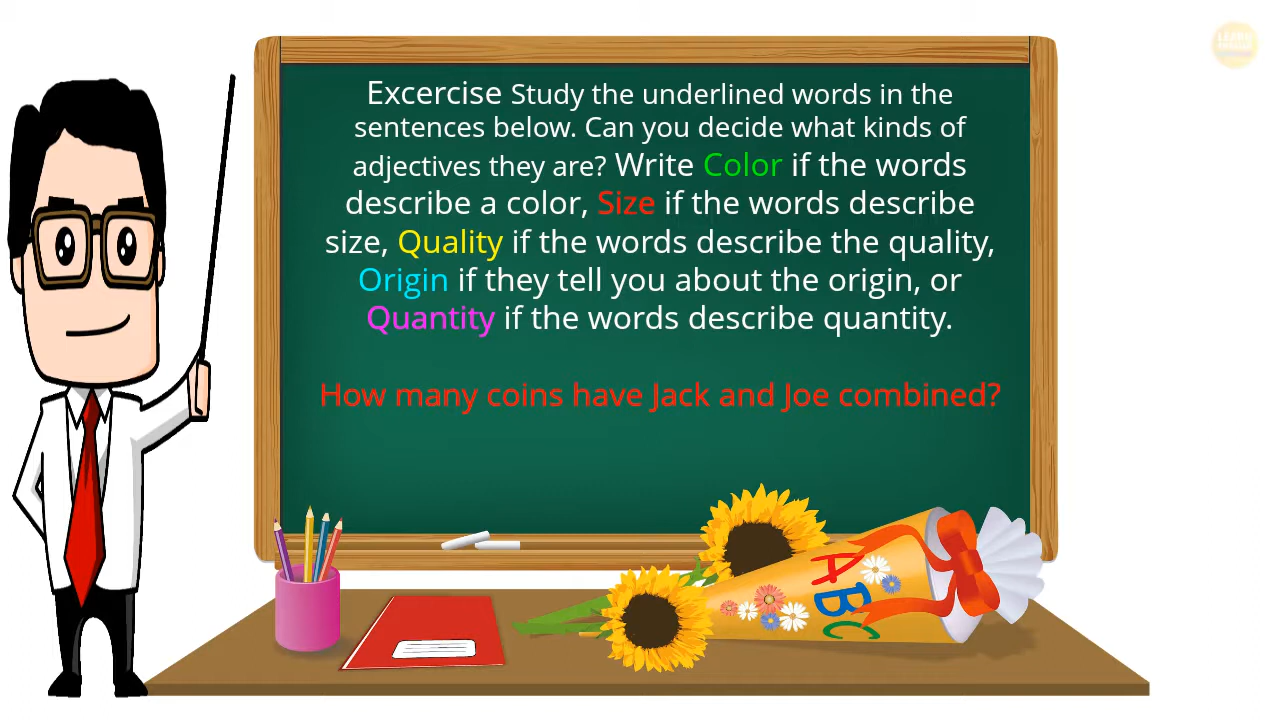 Excercise Study the underlined words in the
sentences below. Can you decide what kinds of
adjectives they are? Write Color if the words
describe a color, Size if the words describe
size, Quality if the words describe the quality,
Origin if they tell you about the origin, or
Quantity if the words describe quantity.
How many coins have Jack and Joe combined?
A
B
C